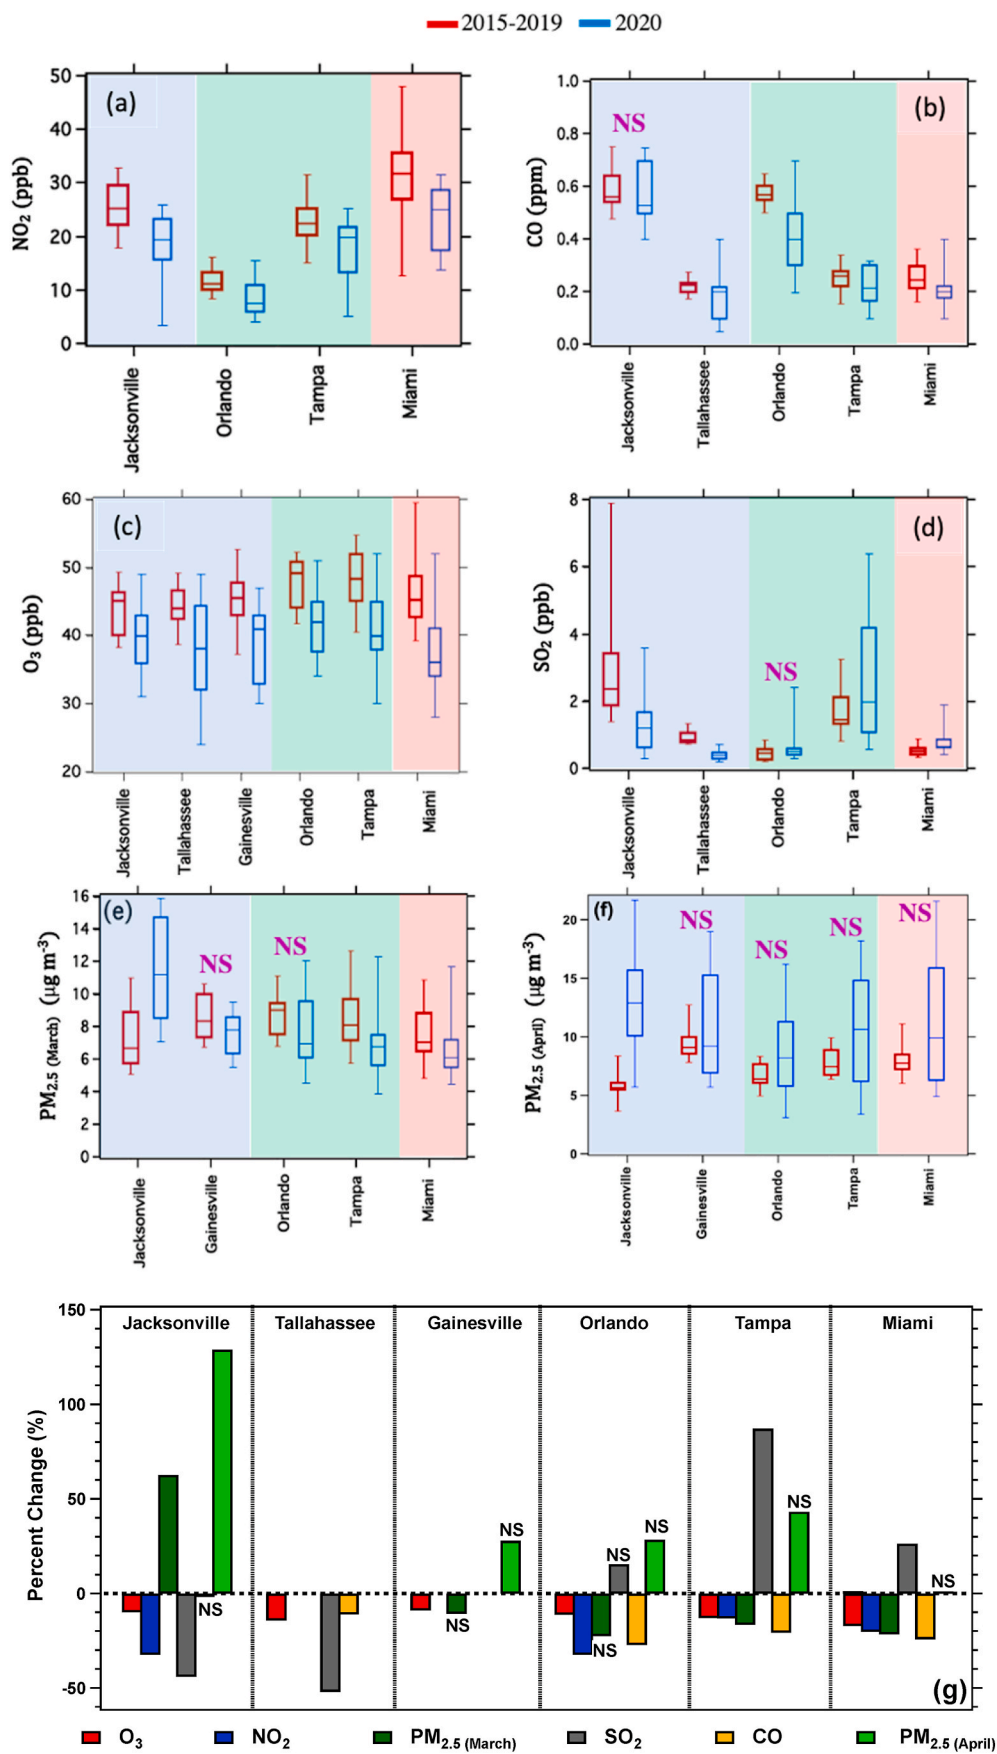 2015-2019 2020
(a)
NO2 (ppb)
50
40
30
20
10
0
Jacksonville
Orlando
Tampa
Miami
(b)
NS
CO (ppm)
1.0
0.8
0.6
0.4
0.2
0.0
Jacksonville
Tallahassee
Orlando
Tampa
Miami
(c)
O3 (ppb)
60
50
40
30
20
Jacksonville
Tallahassee
Gainesville
Orlando
Tampa
Miami
(d)
NS
SO2 (ppb)
8
6
4
2
0
Jacksonville
Tallahassee
Orlando
Tampa
Miami
(e)
NS
NS
PM2.5 (March) (µg m-3)
16
14
12
10
8
6
4
2
0
Jacksonville
Gainesville
Orlando
Tampa
Miami
(f)
NS
NS
NS
NS
PM2.5 (April) (µg m-3)
20
15
10
5
0
Jacksonville
Gainesville
Orlando
Tampa
Miami
Percent Change (%)
150
100
50
0
-50
Jacksonville Tallahassee Gainesville Orlando Tampa Miami
NS
NS
NS
NS
NS
NS
NS
NS
(g)
O3 NO2 PM2.5 (March) SO2 CO PM2.5 (April)